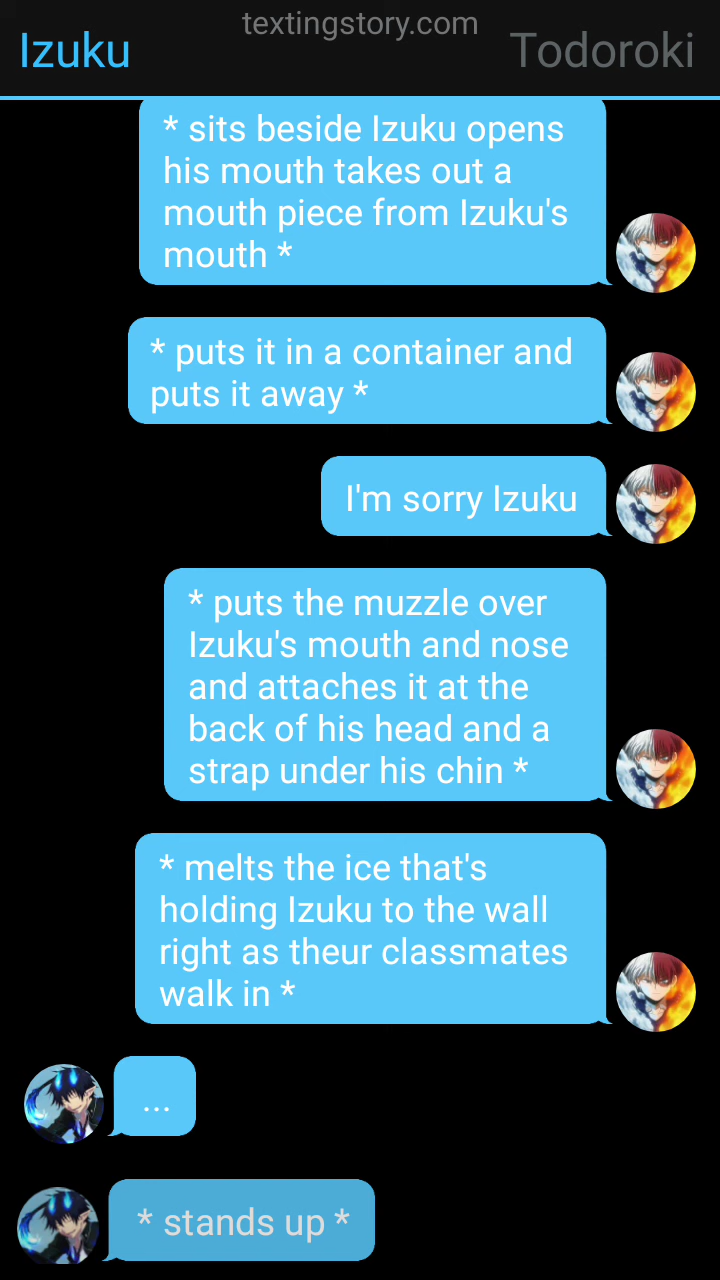 textingstory.com
Izuku
Todoroki
* sits beside Izuku opens
his mouth takes out a
mouth piece from Izuku's
mouth *
* puts it in a container and
puts it away *
I'm sorry Izuku
* puts the muzzle over
Izuku's mouth and nose
and attaches it at the
back of his head and a
strap under his chin *
* melts the ice that's
holding Izuku to the wall
right as theur classmates
walk in *
...
* stands up *